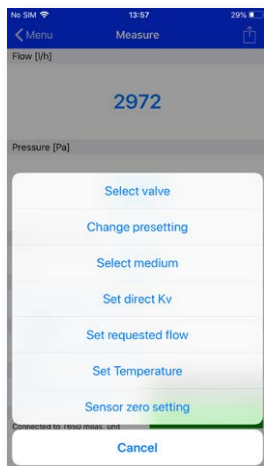 No SIM 13:57 29%
Menu Measure
Flow [l/h]
2972
Pressure [Pa]
Select valve
Change presetting
Select medium
Set direct Kv
Set requested flow
Set Temperature
Sensor zero setting
Connected to T650 meas. unit
Cancel